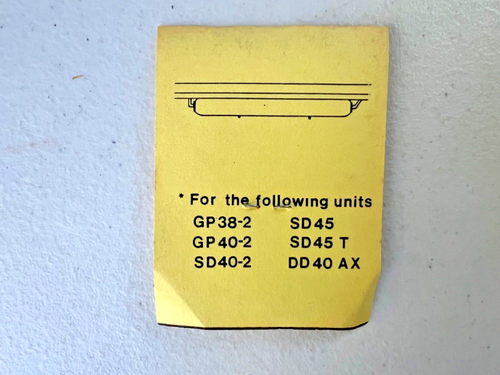 * For the following units
GP38-2 SD45
GP40-2 SD45 T
SD40-2 DD40 AX